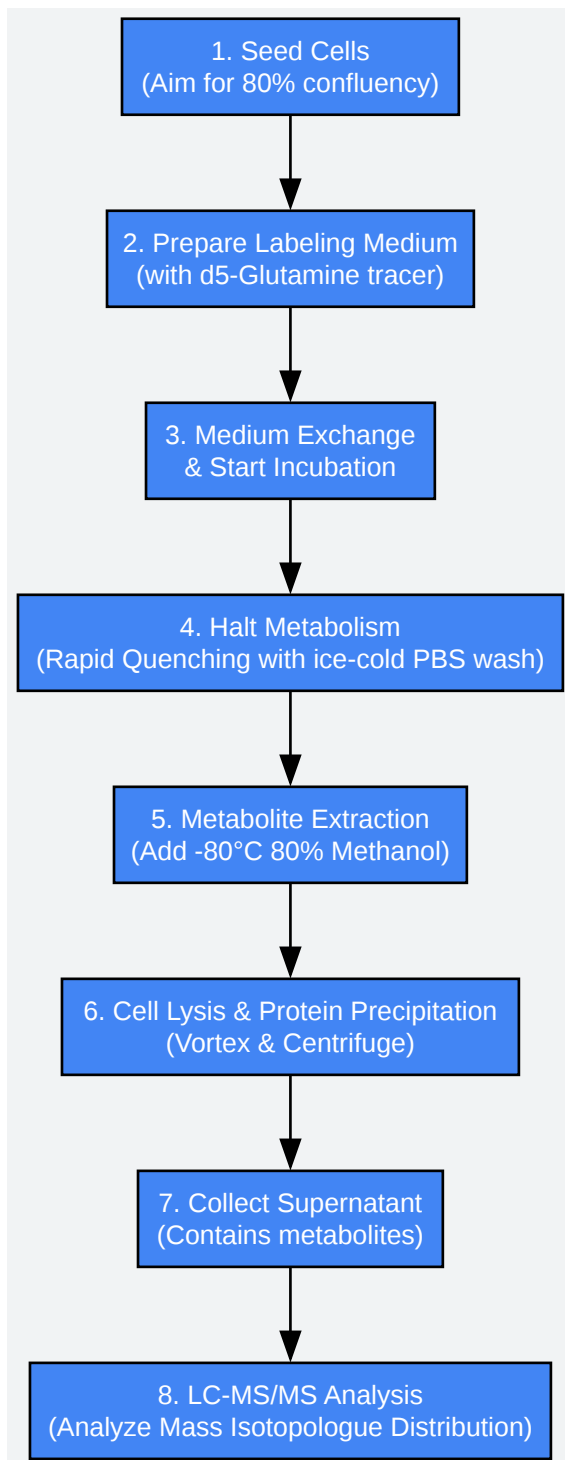 1. Seed Cells
(Aim for 80% confluency)
2. Prepare Labeling Medium
(with d5-Glutamine tracer)
3. Medium Exchange
& Start Incubation
4. Halt Metabolism
(Rapid Quenching with ice-cold PBS wash)
5. Metabolite Extraction
(Add -80°C 80% Methanol)
6. Cell Lysis & Protein Precipitation
(Vortex & Centrifuge)
7. Collect Supernatant
(Contains metabolites)
8. LC-MS/MS Analysis
(Analyze Mass Isotopologue Distribution)